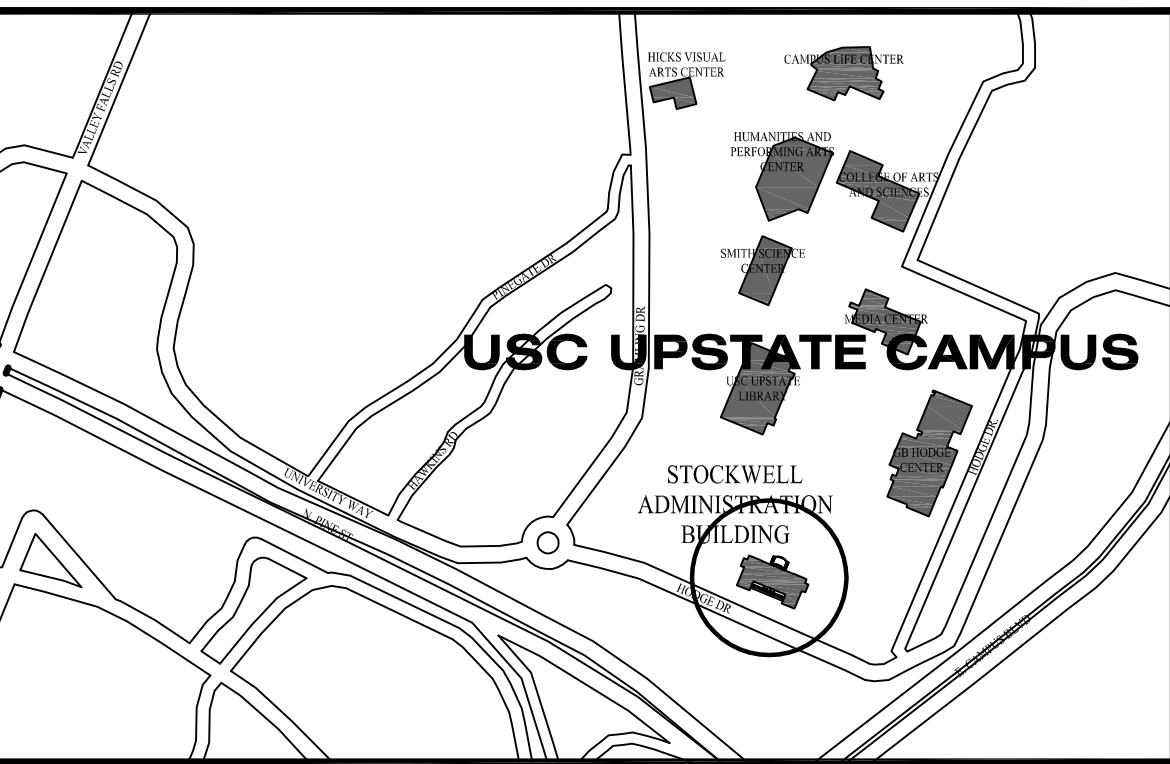 HICKS VISUAL
ARTS CENTER
CAMPUS LIFE CENTER
VALLEY FALLS RD
HUMANITIES AND
PERFORMING ARTS
CENTER
COLLEGE OF ARTS
AND SCIENCES
SMITH SCIENCE
CENTER
PINEGATE DR
MEDIA CENTER
GRAMLING DR
USC UPSTATE CAMPUS
USC UPSTATE
LIBRARY
HAWKINS RD
HODGE DR.
GB HODGE
CENTER
STOCKWELL
ADMINISTRATION
BUILDING
UNIVERSITY WAY
N. PINE ST.
HODGE DR
E. CAMPUS BLVD